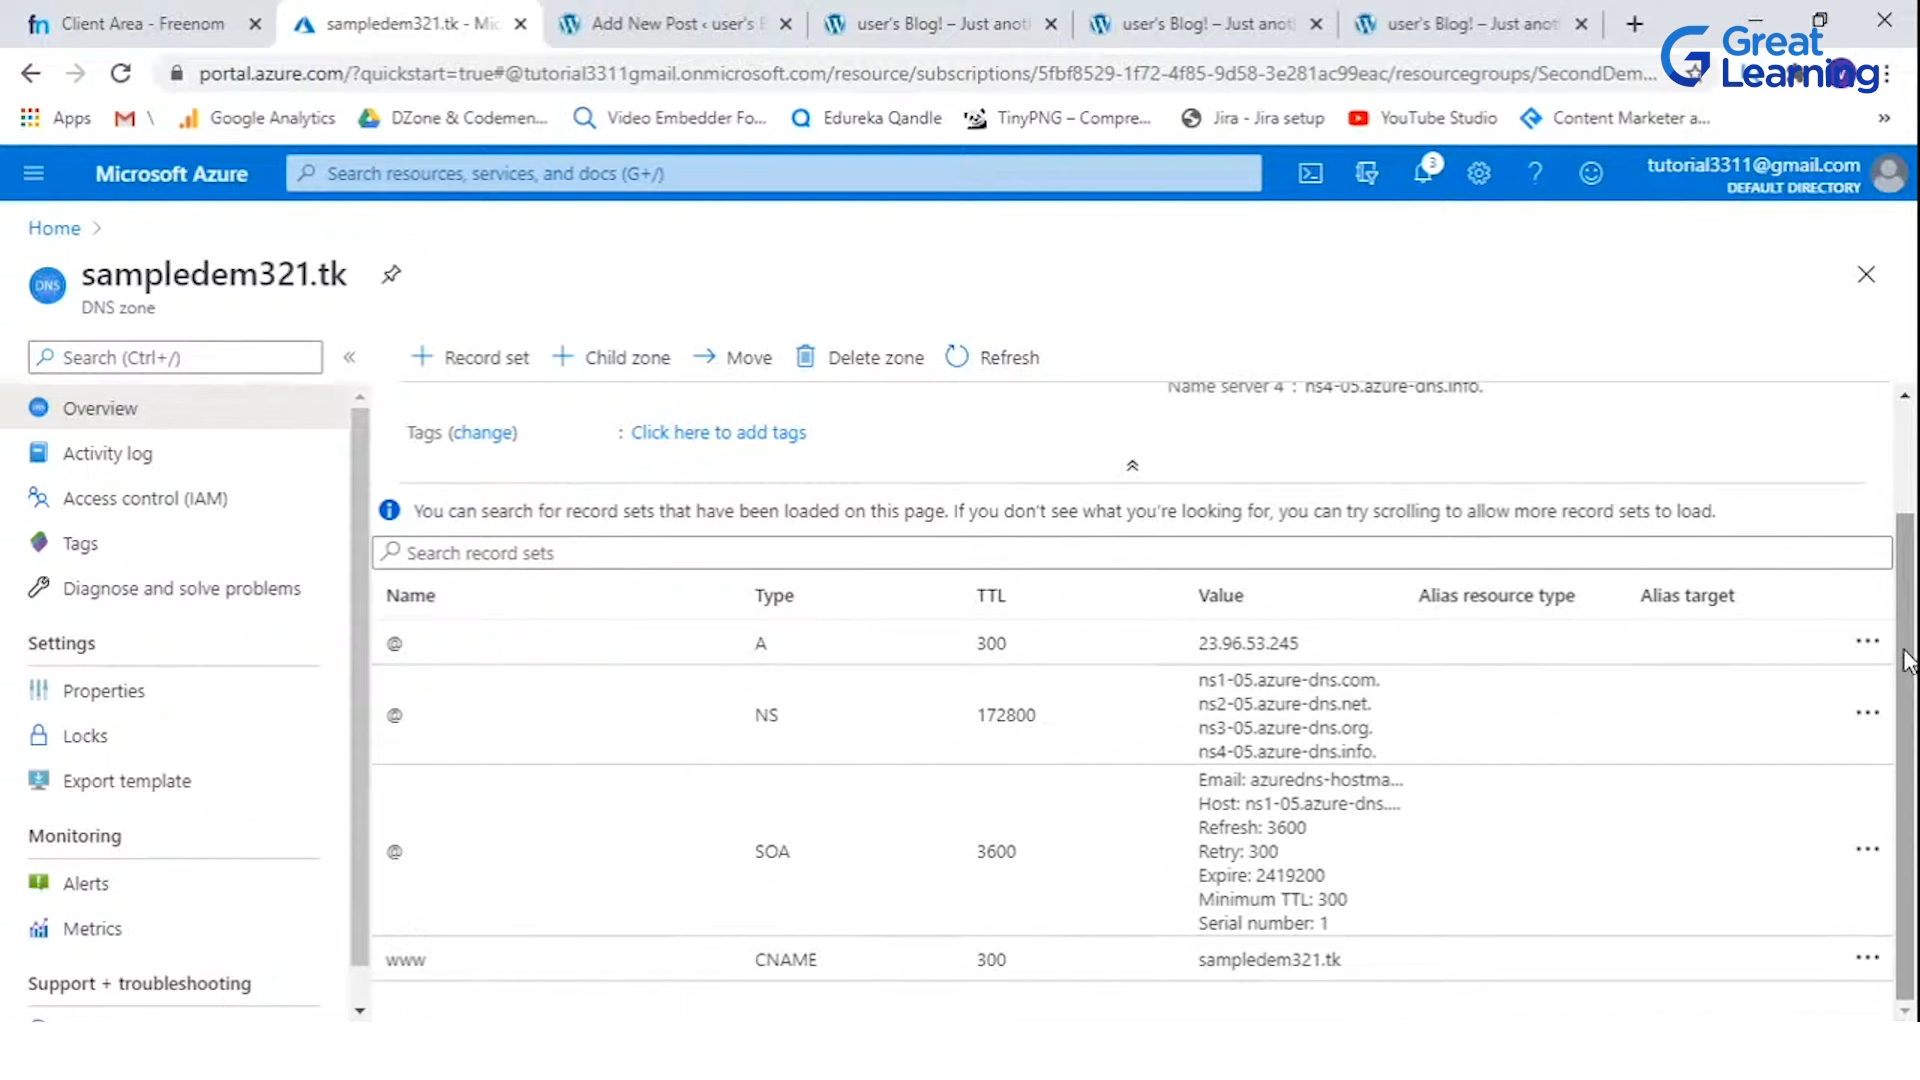 Client Area - Freenom
sampledem321.tk - Mic
Add New Post ‹ user's B
user's Blog! – Just anot
user's Blog! – Just anot
user's Blog! – Just anot
Great
Learning
portal.azure.com/?quickstart=true#@tutorial3311gmail.onmicrosoft.com/resource/subscriptions/5fbf8529-1f72-4f85-9d58-3e281ac99eac/resourcegroups/SecondDem...
Apps
\
Google Analytics
DZone & Codemen...
Video Embedder Fo...
Edureka Qandle
TinyPNG – Compre...
Jira - Jira setup
YouTube Studio
Content Marketer a...
»
Microsoft Azure
Search resources, services, and docs (G+/)
3
tutorial3311@gmail.com
DEFAULT DIRECTORY
Home
DNS
sampledem321.tk
DNS zone
Search (Ctrl+/)
Record set
Child zone
Move
Delete zone
Refresh
Overview
Activity log
Access control (IAM)
Tags
Diagnose and solve problems
Settings
Properties
Locks
Export template
Monitoring
Alerts
Metrics
Support + troubleshooting
Name server 4 : ns4-05.azure-dns.info.
Tags (change) : Click here to add tags
You can search for record sets that have been loaded on this page. If you don't see what you're looking for, you can try scrolling to allow more record sets to load.
Search record sets
Name Type TTL Value Alias resource type Alias target
@ A 300 23.96.53.245
@ NS 172800
ns1-05.azure-dns.com.
ns2-05.azure-dns.net.
ns3-05.azure-dns.org.
ns4-05.azure-dns.info.
@ SOA 3600
Email: azuredns-hostma...
Host: ns1-05.azure-dns....
Refresh: 3600
Retry: 300
Expire: 2419200
Minimum TTL: 300
Serial number: 1
www CNAME 300 sampledem321.tk